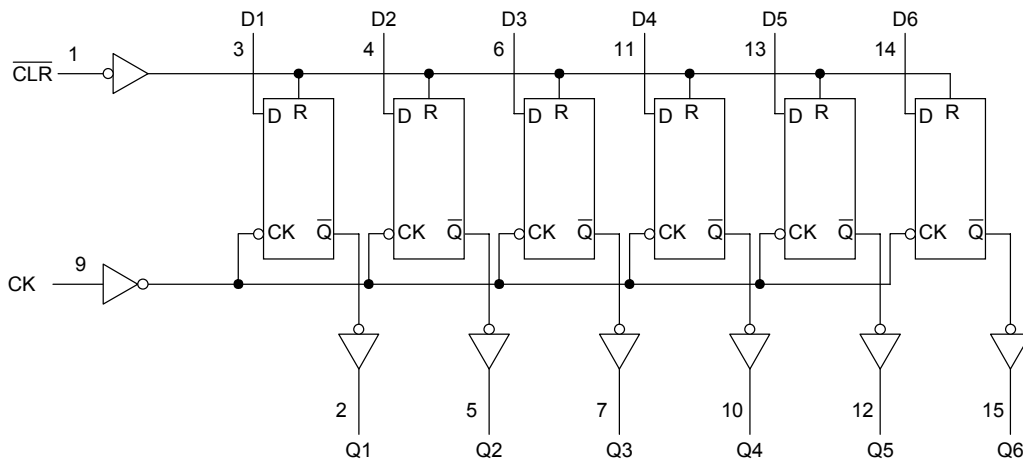 D1 D2 D3 D4 D5 D6
3 4 6 11 13 14
1
C̅L̅R̅
D R D R D R D R D R D R
CK Q̅ CK Q̅ CK Q̅ CK Q̅ CK Q̅ CK Q̅
9
CK
2 5 7 10 12 15
Q1 Q2 Q3 Q4 Q5 Q6